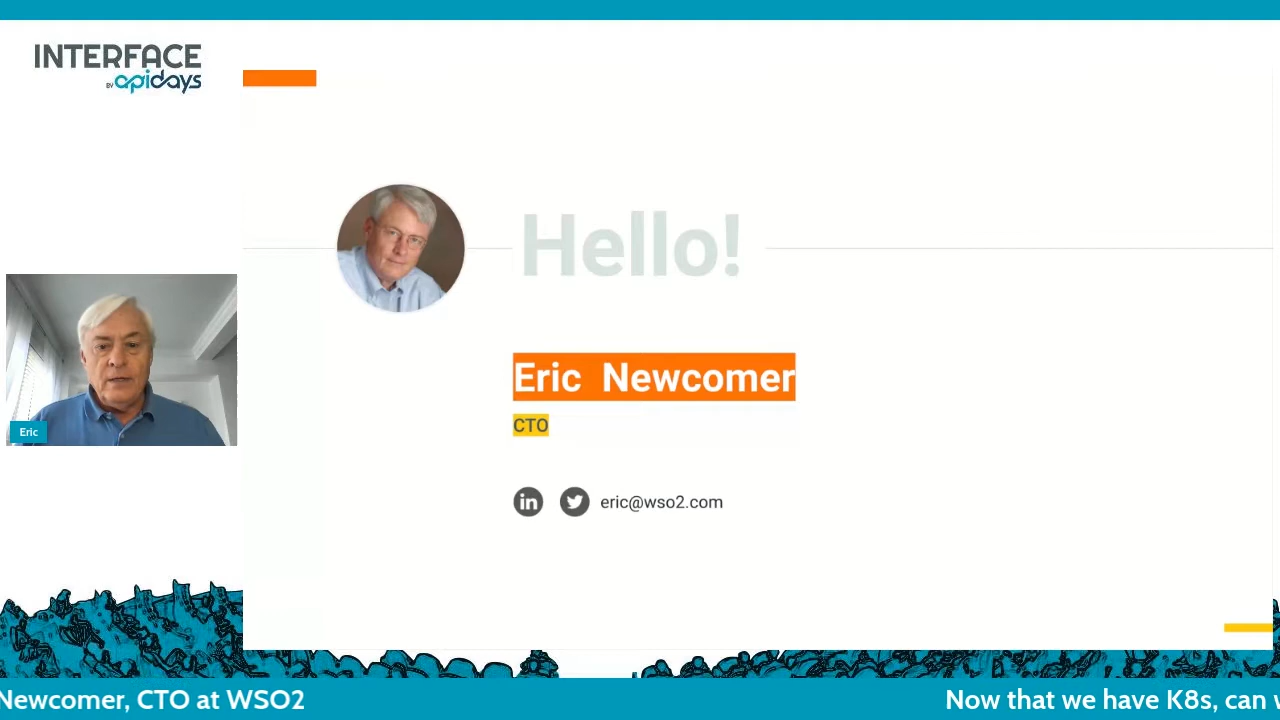 INTERFACE
BY apidays
Hello!
Eric Newcomer
CTO
in
eric@wso2.com
Eric
Newcomer, CTO at WSO2
Now that we have K8s, can